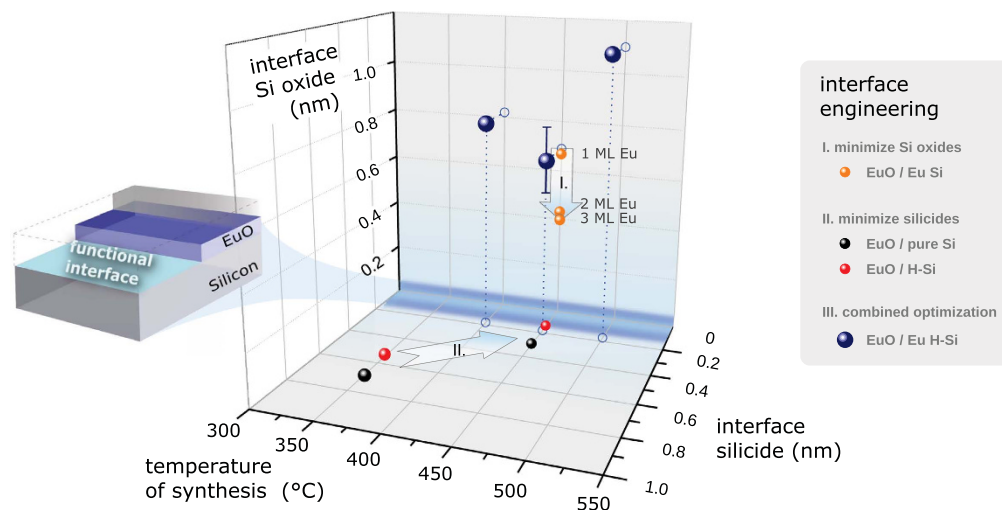 interface
Si oxide
(nm)
1.0
0.8
0.6
0.4
0.2
1 ML Eu
I.
2 ML Eu
3 ML Eu
II.
EuO
functional
interface
Silicon
300
350
400
450
500
550
temperature
of synthesis (°C)
0
0.2
0.4
0.6
0.8
1.0
interface
silicide (nm)
interface
engineering
I. minimize Si oxides
EuO / Eu Si
II. minimize silicides
EuO / pure Si
EuO / H-Si
III. combined optimization
EuO / Eu H-Si